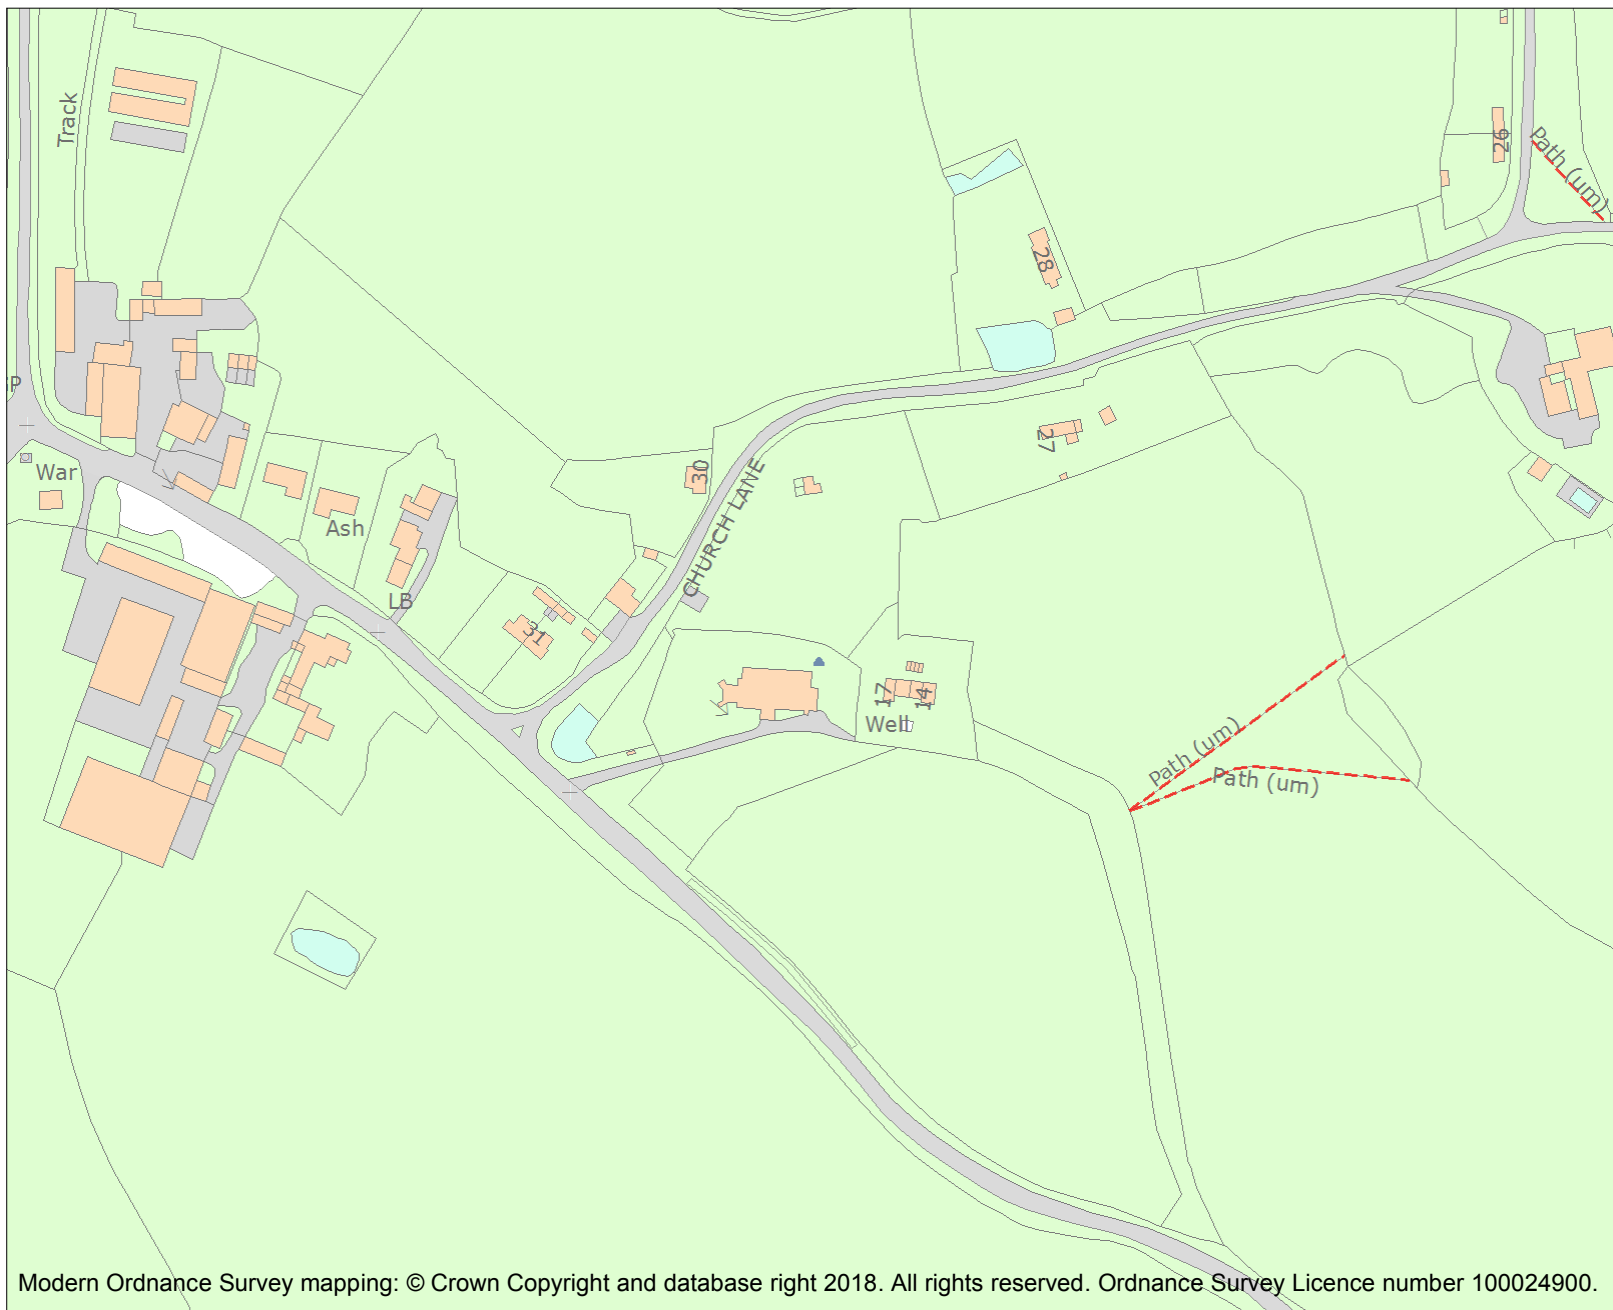 Track
26
Path (um)
28
War
30
27
CHURCH LANE
Ash
LB
31
17
14
Well
Path (um)
Path (um)
Modern Ordnance Survey mapping: © Crown Copyright and database right 2018. All rights reserved. Ordnance Survey Licence number 100024900.